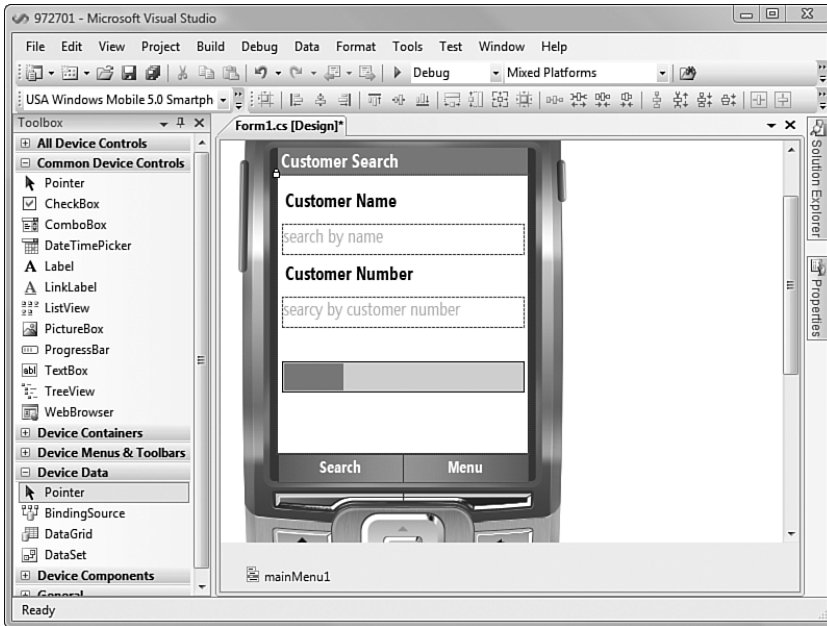 972701 - Microsoft Visual Studio
File Edit View Project Build Debug Data Format Tools Test Window Help
Debug Mixed Platforms
USA Windows Mobile 5.0 Smartph
Toolbox
All Device Controls
Common Device Controls
Pointer
CheckBox
ComboBox
DateTimePicker
Label
LinkLabel
ListView
PictureBox
ProgressBar
TextBox
TreeView
WebBrowser
Device Containers
Device Menus & Toolbars
Device Data
Pointer
BindingSource
DataGrid
DataSet
Device Components
General
Form1.cs [Design]*
Customer Search
Customer Name
search by name
Customer Number
searcy by customer number
Search Menu
mainMenu1
Solution Explorer
Properties
Ready